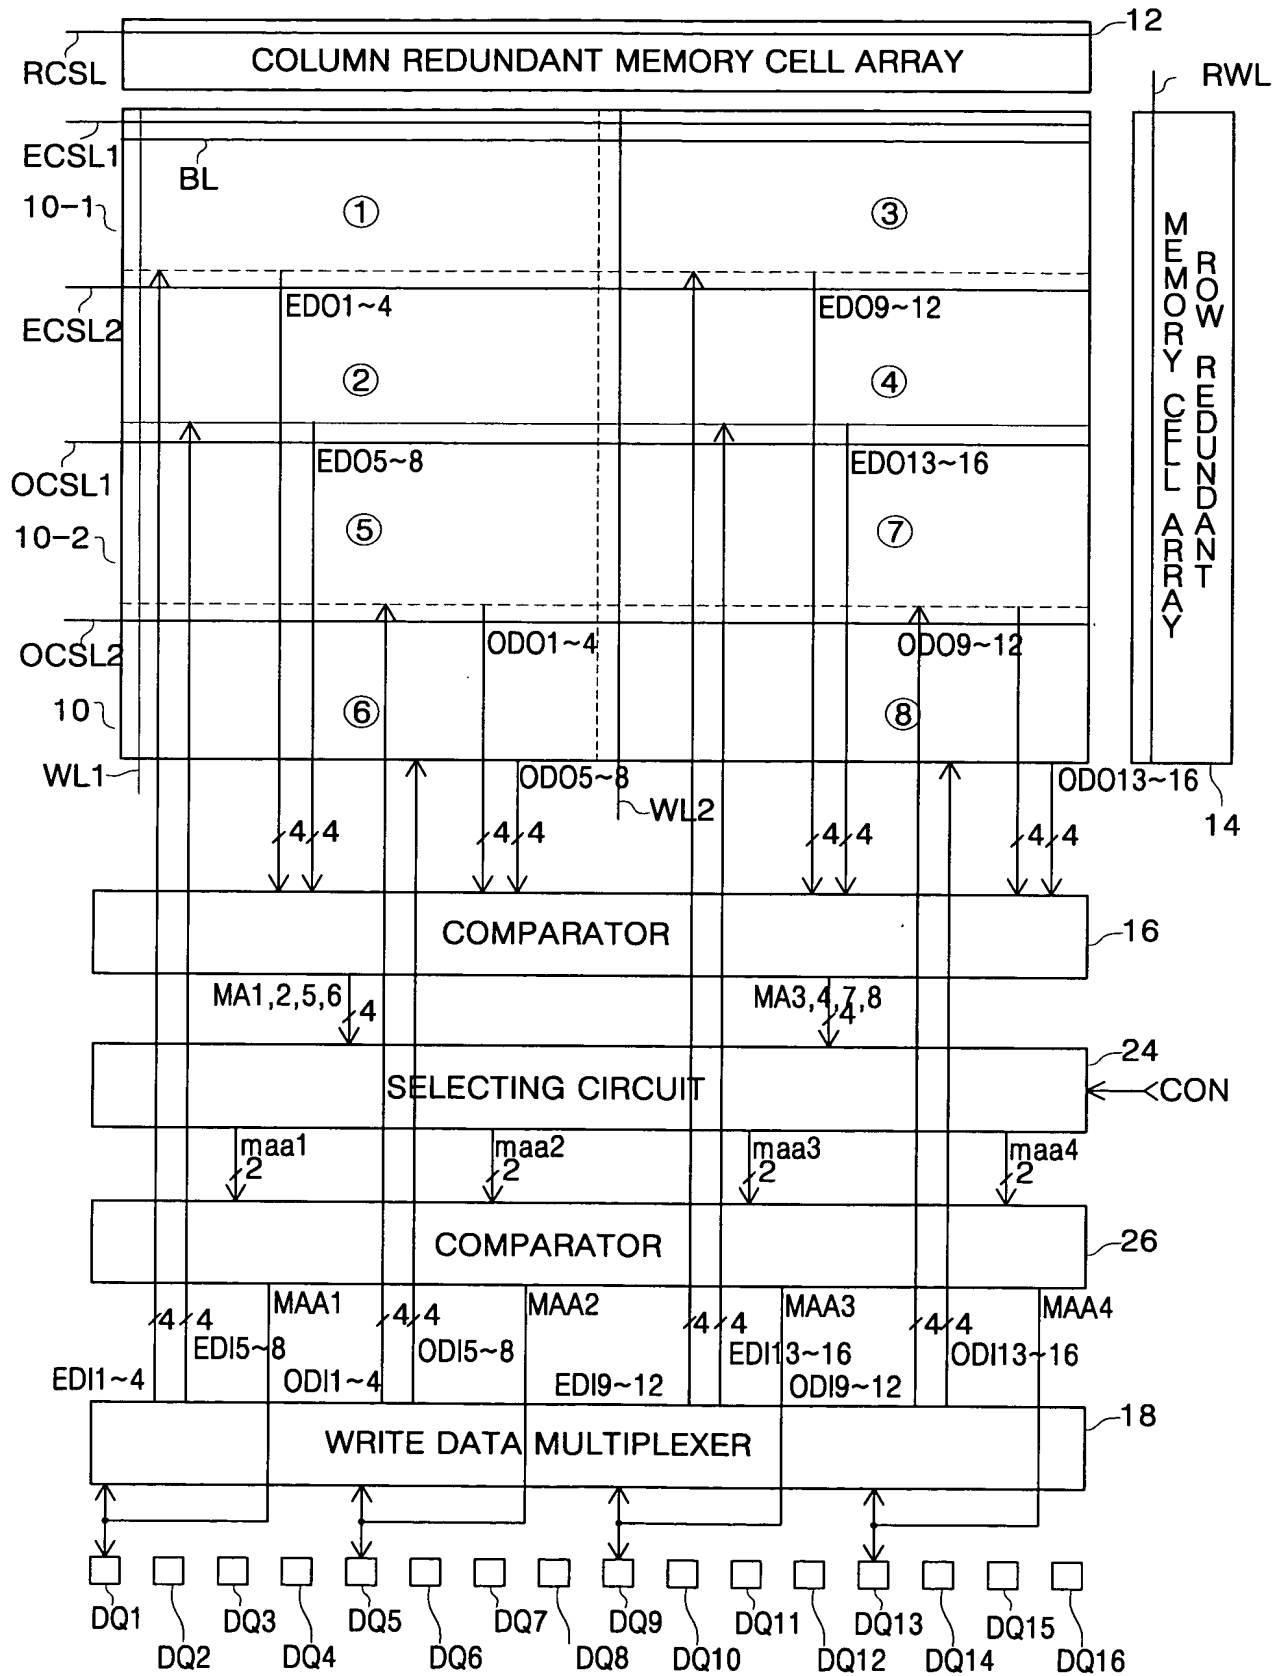 12
COLUMN REDUNDANT MEMORY CELL ARRAY
RCSL
RWL
ECSL1
BL
10-1
① ③
MEMORY CELL ARRAY
ROW REDUNDANT
EDO1~4 EDO9~12
ECSL2
② ④
EDO5~8 EDO13~16
OCSL1
10-2
⑤ ⑦
ODO1~4 ODO9~12
OCSL2
10
⑥ ⑧
WL1
ODO5~8 ODO13~16
WL2
14
4 4 4 4 4 4 4 4
COMPARATOR
16
MA1,2,5,6 4 MA3,4,7,8 4
24
SELECTING CIRCUIT
CON
maa1 maa2 maa3 maa4
2 2 2 2
COMPARATOR
26
MAA1 MAA2 MAA3 MAA4
4 4 4 4 4 4 4 4
EDI5~8 ODI5~8 EDI13~16 ODI13~16
EDI1~4 ODI1~4 EDI9~12 ODI9~12
18
WRITE DATA MULTIPLEXER
DQ1 DQ3 DQ5 DQ7 DQ9 DQ11 DQ13 DQ15
DQ2 DQ4 DQ6 DQ8 DQ10 DQ12 DQ14 DQ16